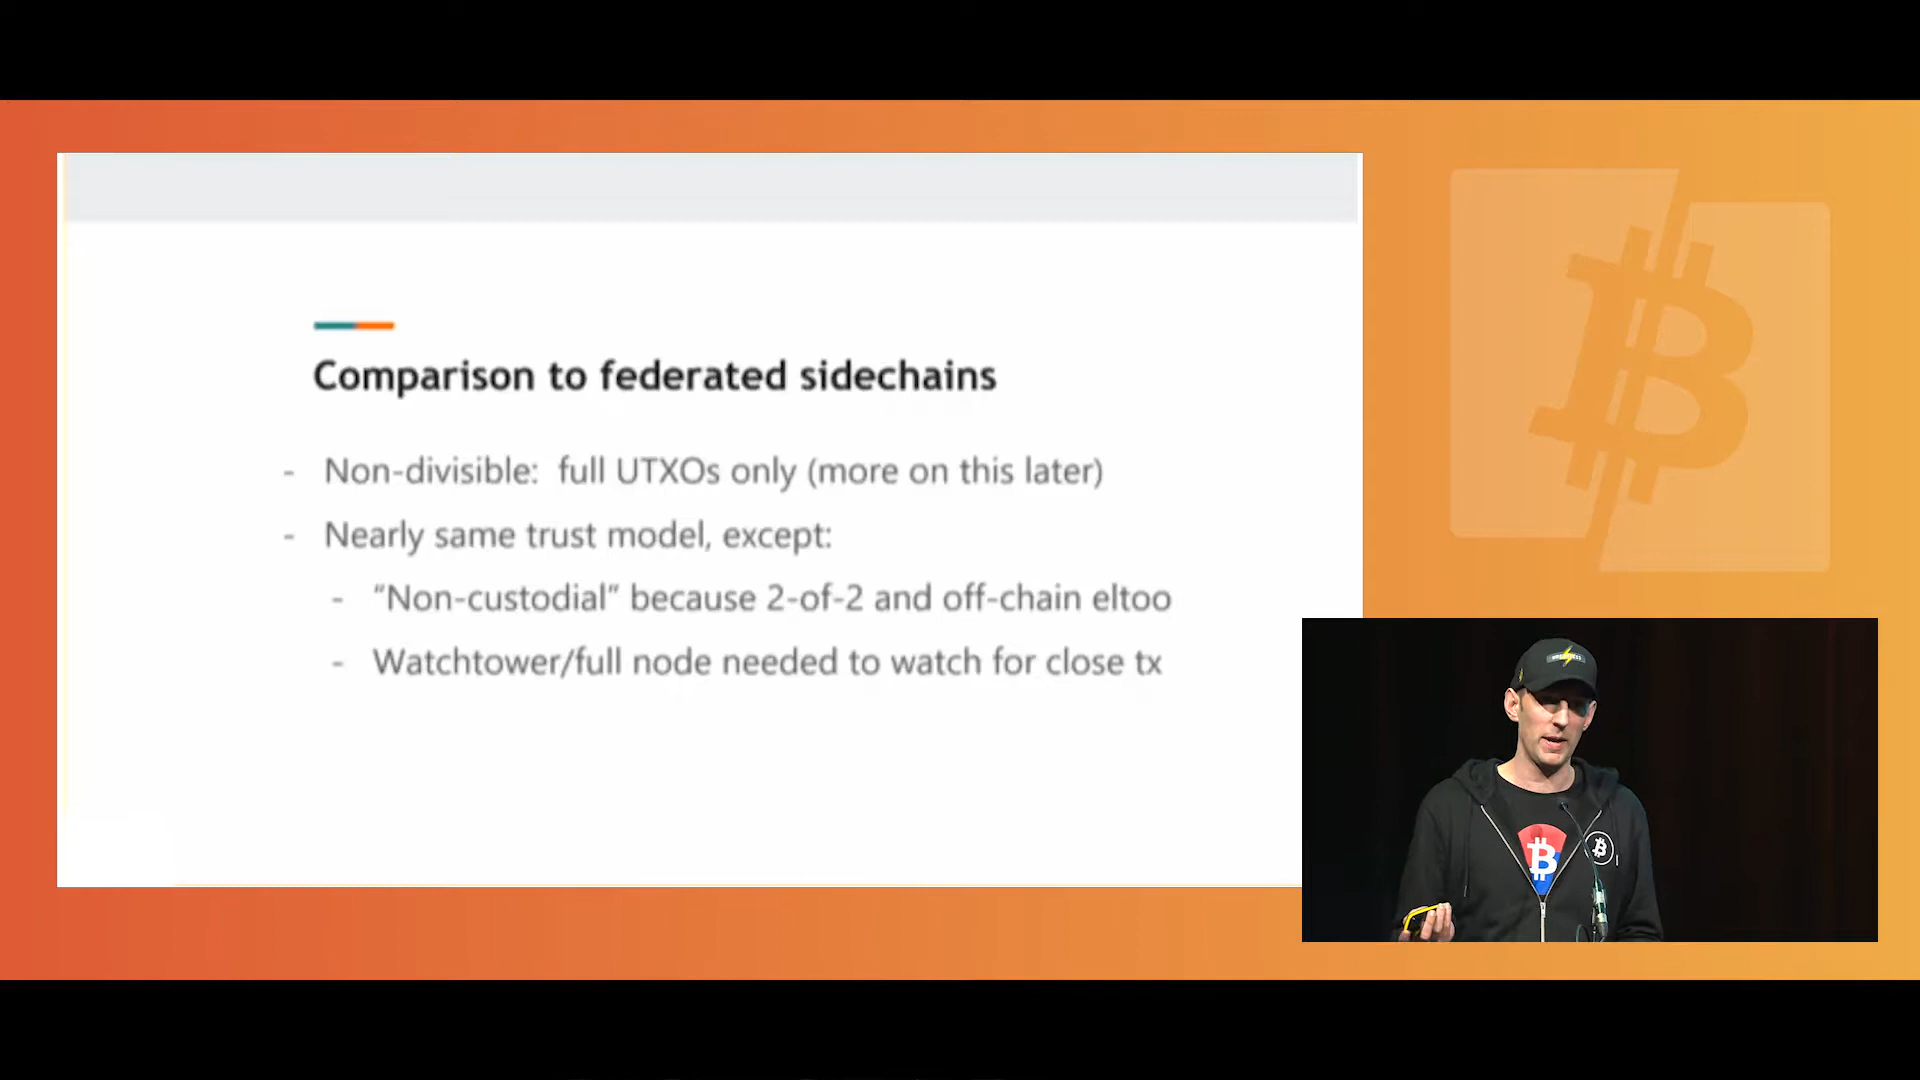 Comparison to federated sidechains
- Non-divisible: full UTXOs only (more on this later)
- Nearly same trust model, except:
- “Non-custodial” because 2-of-2 and off-chain eltoo
- Watchtower/full node needed to watch for close tx